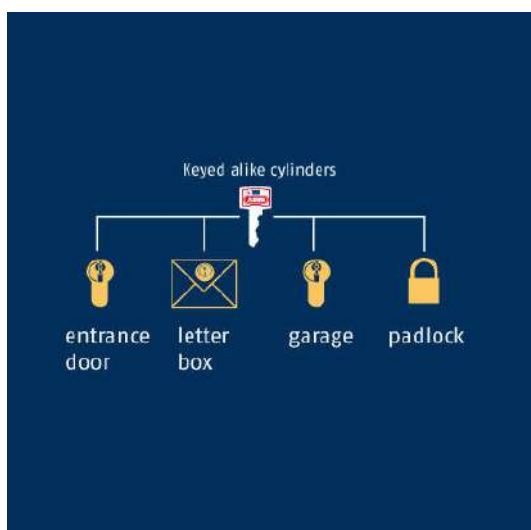 Keyed alike cylinders
entrance
door
letter
box
garage
padlock